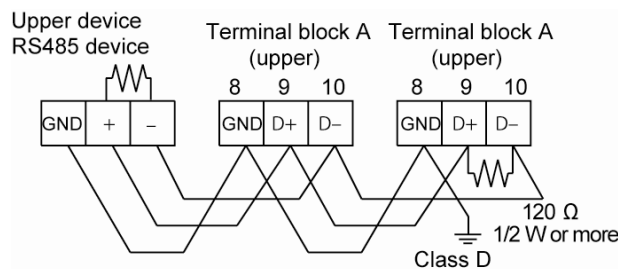 Upper device
RS485 device
Terminal block A
(upper)
Terminal block A
(upper)
8 9 10
8 9 10
GND + −
GND D+ D−
GND D+ D−
120 Ω
1/2 W or more
Class D